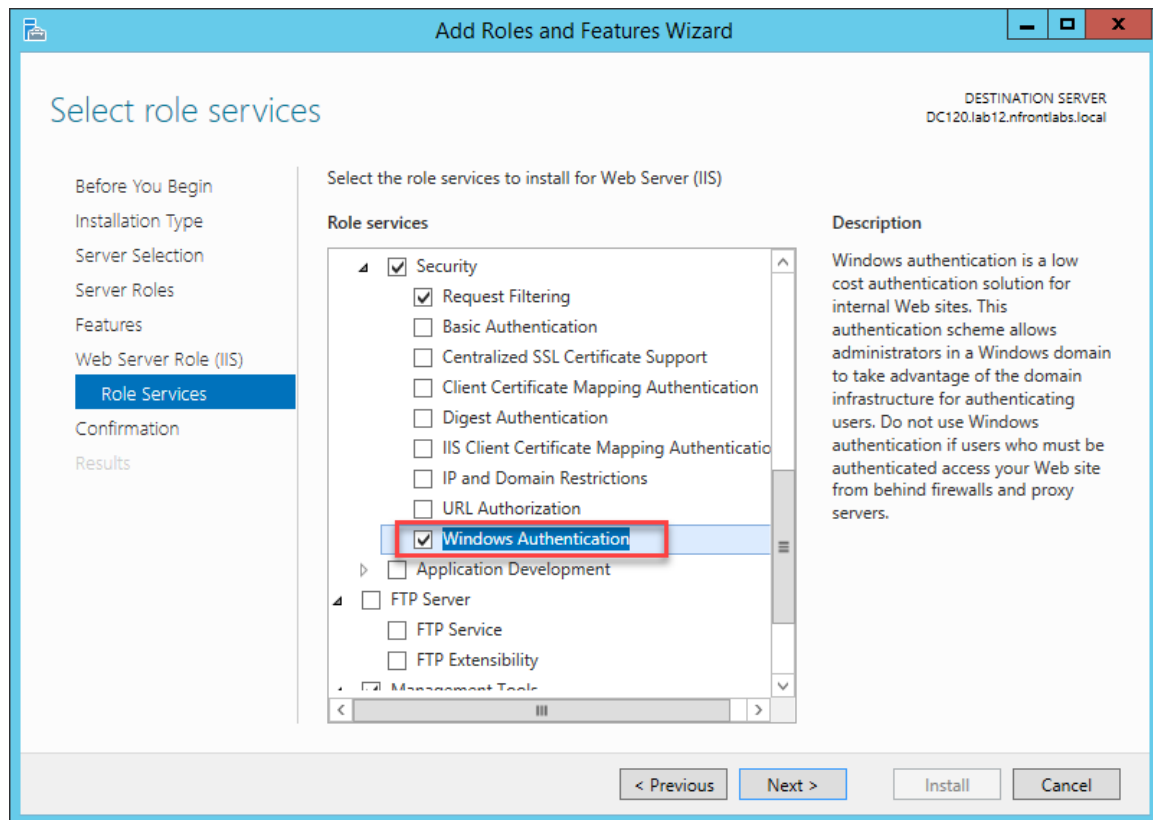 Add Roles and Features Wizard
Select role services
DESTINATION SERVER
DC120.lab12.nfrontlabs.local
Before You Begin
Installation Type
Server Selection
Server Roles
Features
Web Server Role (IIS)
Role Services
Confirmation
Results
Select the role services to install for Web Server (IIS)
Role services
Security
Request Filtering
Basic Authentication
Centralized SSL Certificate Support
Client Certificate Mapping Authentication
Digest Authentication
IIS Client Certificate Mapping Authenticatio
IP and Domain Restrictions
URL Authorization
Windows Authentication
Application Development
FTP Server
FTP Service
FTP Extensibility
Management Tools
Description
Windows authentication is a low
cost authentication solution for
internal Web sites. This
authentication scheme allows
administrators in a Windows domain
to take advantage of the domain
infrastructure for authenticating
users. Do not use Windows
authentication if users who must be
authenticated access your Web site
from behind firewalls and proxy
servers.
< Previous
Next >
Install
Cancel